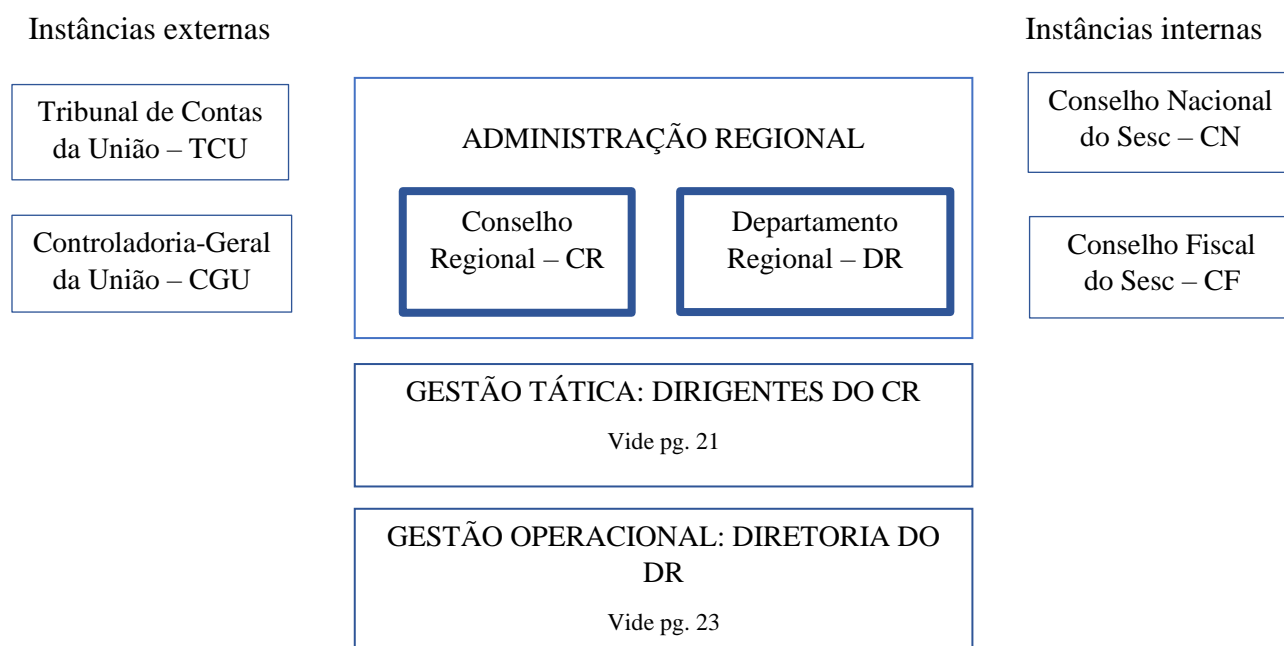 Instâncias externas
Tribunal de Contas
da União – TCU
Controladoria-Geral
da União – CGU
ADMINISTRAÇÃO REGIONAL
Conselho
Regional – CR
Departamento
Regional – DR
GESTÃO TÁTICA: DIRIGENTES DO CR
Vide pg. 21
GESTÃO OPERACIONAL: DIRETORIA DO
DR
Vide pg. 23
Instâncias internas
Conselho Nacional
do Sesc – CN
Conselho Fiscal
do Sesc – CF